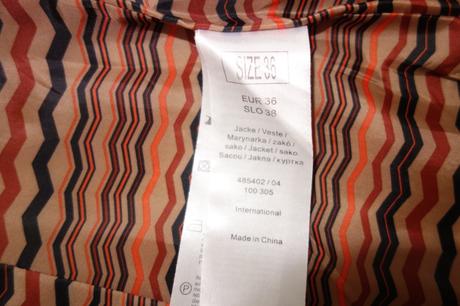 SIZE 36
EUR 36
SLO 38
Jacke / Veste /
Marynarka / zakó /
sako / Jacket / sako
Sacou / Jakna / куртка
485402 / 04
100 305
International
Made in China
P